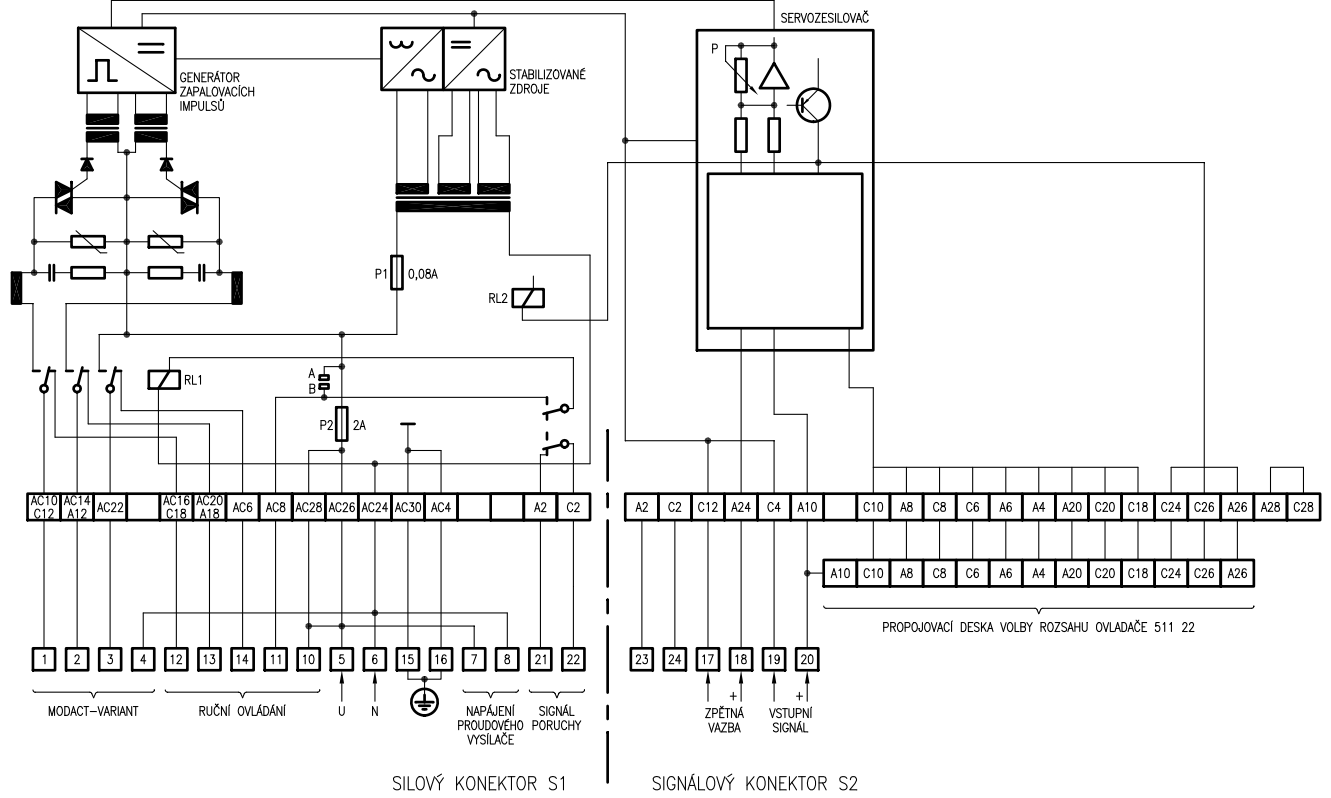 SERVOZESILOVAČ
P
GENERÁTOR
ZAPALOVACÍCH
IMPULSŮ
STABILIZOVANÉ
ZDROJE
P1 0,08A
RL2
RL1
A
B
P2 2A
AC10 C12 AC14 A12 AC22 AC16 C18 AC20 A18 AC6 AC8 AC28 AC26 AC24 AC30 AC4 A2 C2
A2 C2 C12 A24 C4 A10 C10 A8 C8 C6 A6 A4 A20 C20 C18 C24 C26 A26 A28 C28
A10 C10 A8 C8 C6 A6 A4 A20 C20 C18 C24 C26 A26
PROPOJOVACÍ DESKA VOLBY ROZSAHU OVLADAČE 511 22
1 2 3 4 12 13 14 11 10 5 6 15 16 7 8 21 22
23 24 17 18 19 20
MODACT-VARIANT
RUČNÍ OVLÁDÁNÍ
U
N
NAPÁJENÍ
PROUDOVÉHO
VYSÍLAČE
SIGNÁL
PORUCHY
+
ZPĚTNÁ
VAZBA
+
VSTUPNÍ
SIGNÁL
SILOVÝ KONEKTOR S1
SIGNÁLOVÝ KONEKTOR S2